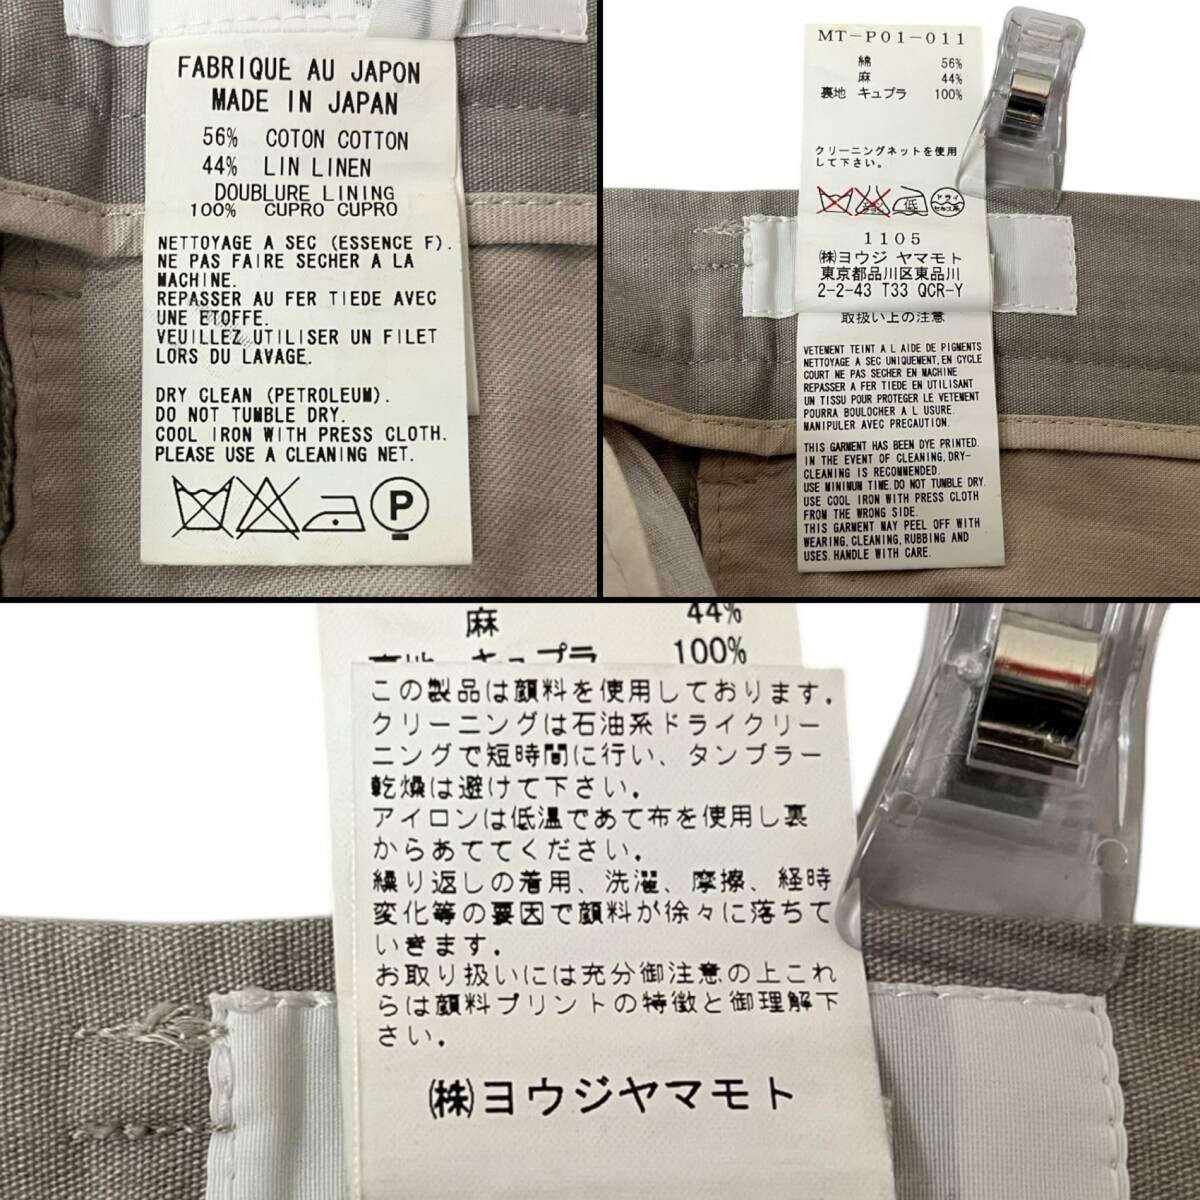 FABRIQUE AU JAPON
MADE IN JAPAN
56% COTON COTTON
44% LIN LINEN
DOUBLURE LINING
100% CUPRO CUPRO
NETTOYAGE A SEC (ESSENCE F).
NE PAS FAIRE SECHER A LA
MACHINE.
REPASSER AU FER TIEDE AVEC
UNE ETOFFE.
VEUILLEZ UTILISER UN FILET
LORS DU LAVAGE.
DRY CLEAN (PETROLEUM).
DO NOT TUMBLE DRY.
COOL IRON WITH PRESS CLOTH.
PLEASE USE A CLEANING NET.
P
MT-P01-011
綿 56%
麻 44%
裏地 キュプラ 100%
クリーニングネットを使用
して下さい。
低
1105
㈱ヨウジ ヤマモト
東京都品川区東品川
2-2-43 T33 QCR-Y
取扱い上の注意
VETEMENT TEINT A L AIDE DE PIGMENTS
NETTOYAGE A SEC UNIQUEMENT, EN CYCLE
COURT NE PAS SECHER EN MACHINE
REPASSER A FER TIEDE EN UTILISANT
UN TISSU POUR PROTEGER LE VETEMENT
POURRA BOULOCHER A L USURE.
MANIPULER AVEC PRECAUTION.
THIS GARMENT HAS BEEN DYE PRINTED.
IN THE EVENT OF CLEANING, DRY-
CLEANING IS RECOMMENDED.
USE MINIMUM TIME. DO NOT TUMBLE DRY.
USE COOL IRON WITH PRESS CLOTH
FROM THE WRONG SIDE.
THIS GARMENT MAY PEEL OFF WITH
WEARING, CLEANING, RUBBING AND
USES. HANDLE WITH CARE.
麻 44%
裏地 キュプラ 100%
この製品は顔料を使用しております。
クリーニングは石油系ドライクリー
ニングで短時間に行い、タンブラー
乾燥は避けて下さい。
アイロンは低温であて布を使用し裏
からあててください。
繰り返しの着用、洗濯、摩擦、経時
変化等の要因で顔料が徐々に落ちて
いきます。
お取り扱いには充分御注意の上これ
らは顔料プリントの特徴と御理解下
さい。
㈱ヨウジヤマモト